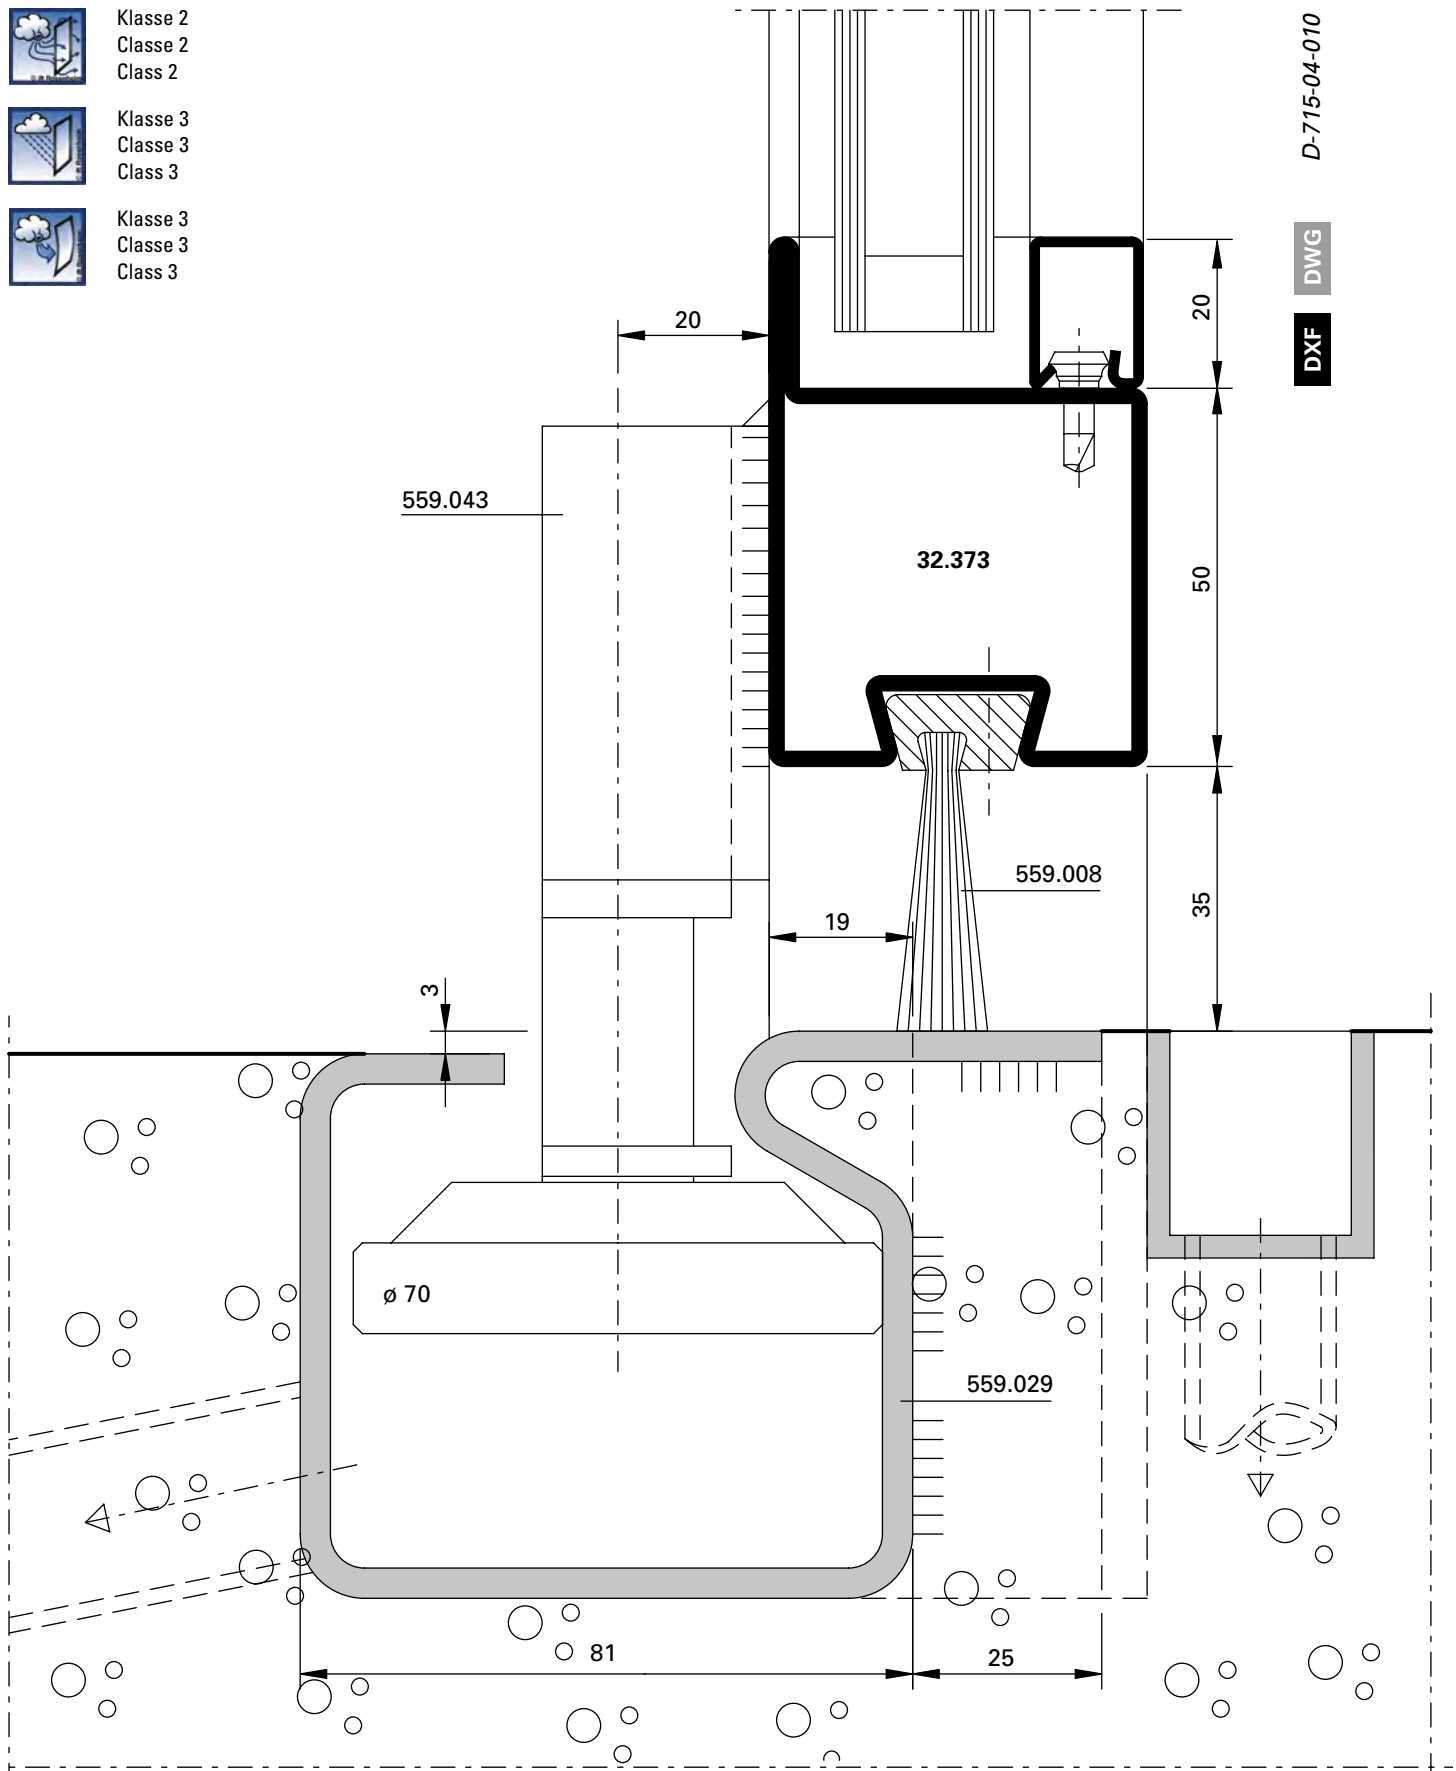 Klasse 2
Classe 2
Class 2
Klasse 3
Classe 3
Class 3
Klasse 3
Classe 3
Class 3
D-715-04-010
DWG
DXF
20
20
559.043
32.373
50
559.008
35
19
3
ø 70
559.029
81
25